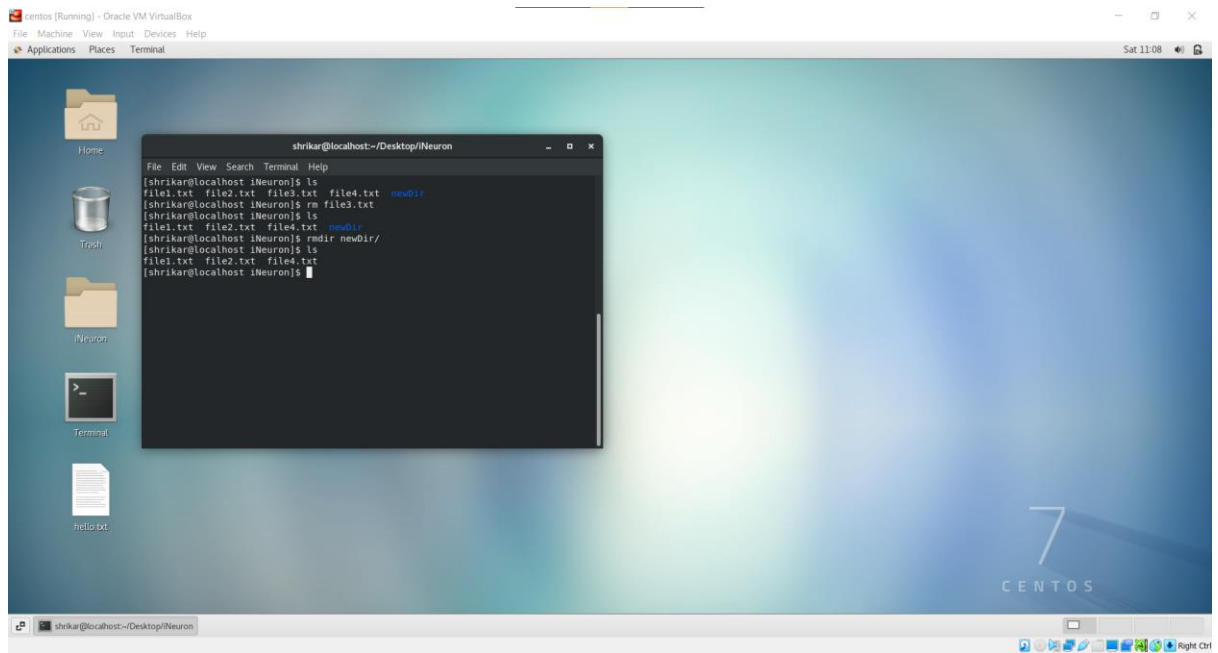 centos [Running] - Oracle VM VirtualBox
File Machine View Input Devices Help
Applications Places Terminal Sat 11:08
Home
Trash
iNeuron
Terminal
hello.txt
shrikar@localhost:~/Desktop/iNeuron
File Edit View Search Terminal Help
[shrikar@localhost iNeuron]$ ls
file1.txt file2.txt file3.txt file4.txt newDir
[shrikar@localhost iNeuron]$ rm file3.txt
[shrikar@localhost iNeuron]$ ls
file1.txt file2.txt file4.txt newDir
[shrikar@localhost iNeuron]$ rmdir newDir/
[shrikar@localhost iNeuron]$ ls
file1.txt file2.txt file4.txt
[shrikar@localhost iNeuron]$
7
CENTOS
shrikar@localhost:~/Desktop/iNeuron
Right Ctrl